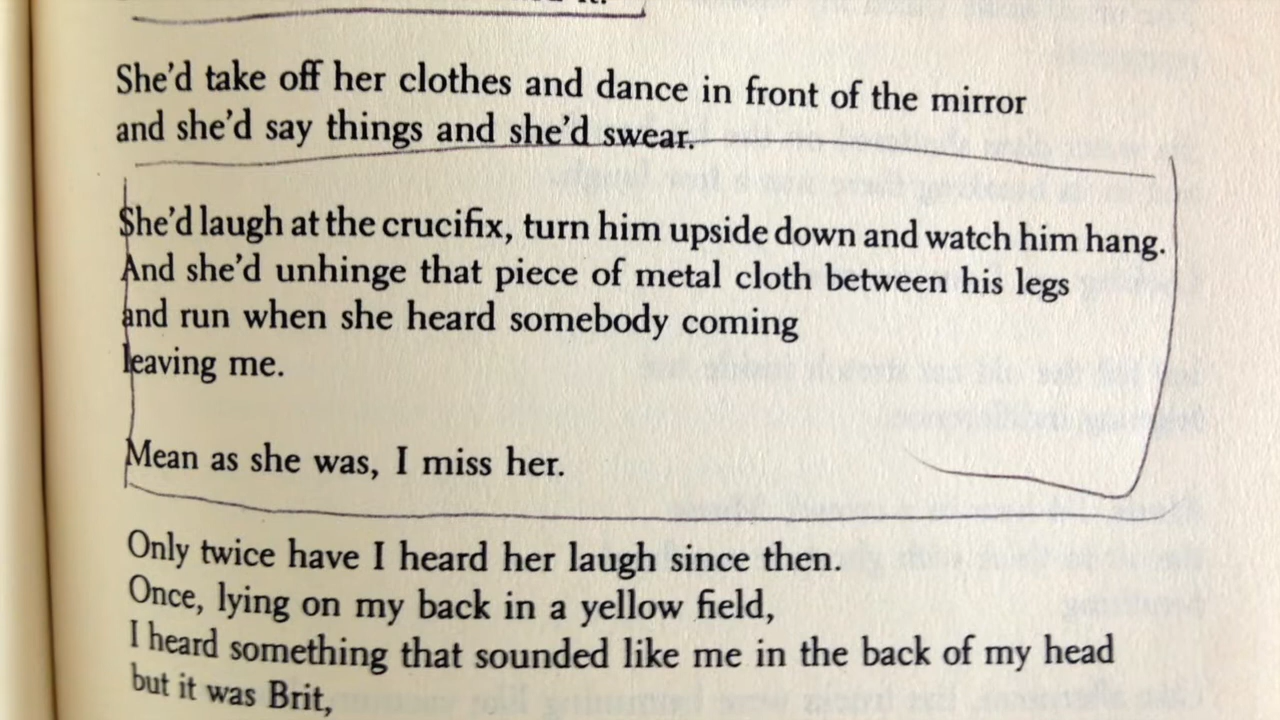 She'd take off her clothes and dance in front of the mirror
and she'd say things and she'd swear.
She'd laugh at the crucifix, turn him upside down and watch him hang.
And she'd unhinge that piece of metal cloth between his legs
and run when she heard somebody coming
leaving me.
Mean as she was, I miss her.
Only twice have I heard her laugh since then.
Once, lying on my back in a yellow field,
I heard something that sounded like me in the back of my head
but it was Brit,